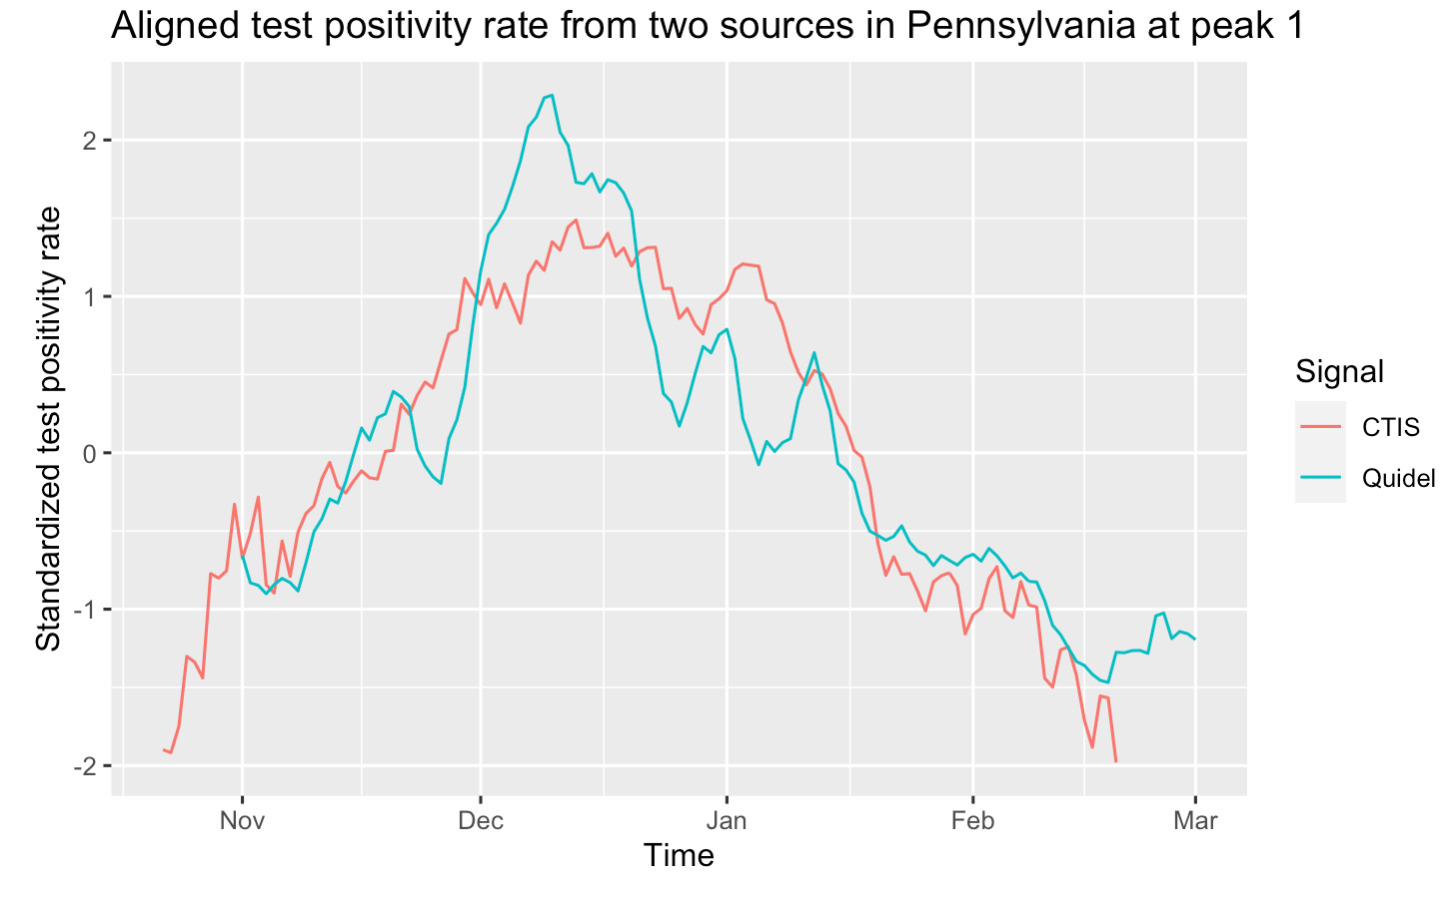 Aligned test positivity rate from two sources in Pennsylvania at peak 1
Standardized test positivity rate
2
1
0
-1
-2
Nov Dec Jan Feb Mar
Time
Signal
CTIS
Quidel